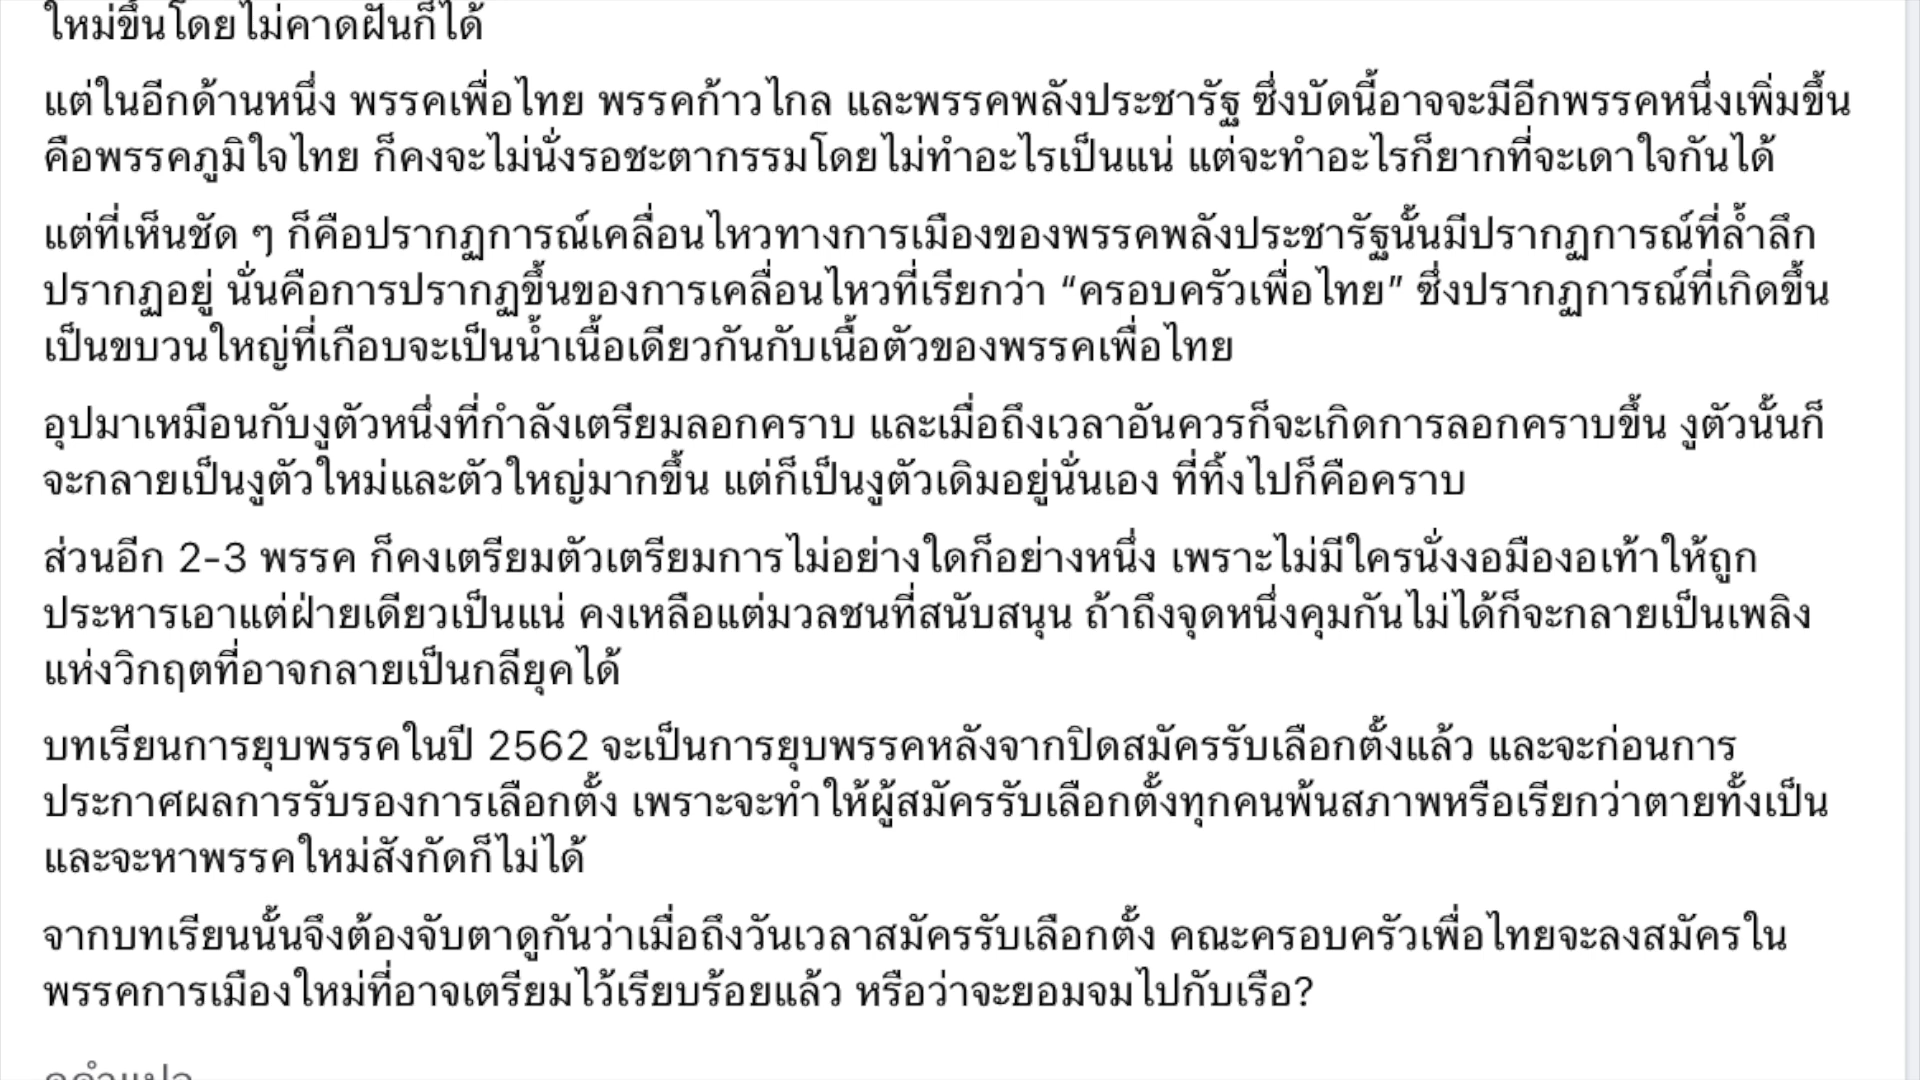 ใหม่ขึ้นโดยไม่คาดฝันก็ได้
แต่ในอีกด้านหนึ่ง พรรคเพื่อไทย พรรคก้าวไกล และพรรคพลังประชารัฐ ซึ่งบัดนี้อาจจะมีอีกพรรคหนึ่งเพิ่มขึ้น
คือพรรคภูมิใจไทย ก็คงจะไม่นั่งรอชะตากรรมโดยไม่ทำอะไรเป็นแน่ แต่จะทำอะไรก็ยากที่จะเดาใจกันได้
แต่ที่เห็นชัด ๆ ก็คือปรากฏการณ์เคลื่อนไหวทางการเมืองของพรรคพลังประชารัฐนั้นมีปรากฏการณ์ที่ล้ำลึก
ปรากฏอยู่ นั่นคือการปรากฏขึ้นของการเคลื่อนไหวที่เรียกว่า “ครอบครัวเพื่อไทย” ซึ่งปรากฏการณ์ที่เกิดขึ้น
เป็นขบวนใหญ่ที่เกือบจะเป็นน้ำเนื้อเดียวกันกับเนื้อตัวของพรรคเพื่อไทย
อุปมาเหมือนกับงูตัวหนึ่งที่กำลังเตรียมลอกคราบ และเมื่อถึงเวลาอันควรก็จะเกิดการลอกคราบขึ้น งูตัวนั้นก็
จะกลายเป็นงูตัวใหม่และตัวใหญ่มากขึ้น แต่ก็เป็นงูตัวเดิมอยู่นั่นเอง ที่ทิ้งไปก็คือคราบ
ส่วนอีก 2-3 พรรค ก็คงเตรียมตัวเตรียมการไม่อย่างใดก็อย่างหนึ่ง เพราะไม่มีใครนั่งงอมืองอเท้าให้ถูก
ประหารเอาแต่ฝ่ายเดียวเป็นแน่ คงเหลือแต่มวลชนที่สนับสนุน ถ้าถึงจุดหนึ่งคุมกันไม่ได้ก็จะกลายเป็นเพลิง
แห่งวิกฤตที่อาจกลายเป็นกลียุคได้
บทเรียนการยุบพรรคในปี 2562 จะเป็นการยุบพรรคหลังจากปิดสมัครรับเลือกตั้งแล้ว และจะก่อนการ
ประกาศผลการรับรองการเลือกตั้ง เพราะจะทำให้ผู้สมัครรับเลือกตั้งทุกคนพ้นสภาพหรือเรียกว่าตายทั้งเป็น
และจะหาพรรคใหม่สังกัดก็ไม่ได้
จากบทเรียนนั้นจึงต้องจับตาดูกันว่าเมื่อถึงวันเวลาสมัครรับเลือกตั้ง คณะครอบครัวเพื่อไทยจะลงสมัครใน
พรรคการเมืองใหม่ที่อาจเตรียมไว้เรียบร้อยแล้ว หรือว่าจะยอมจมไปกับเรือ?